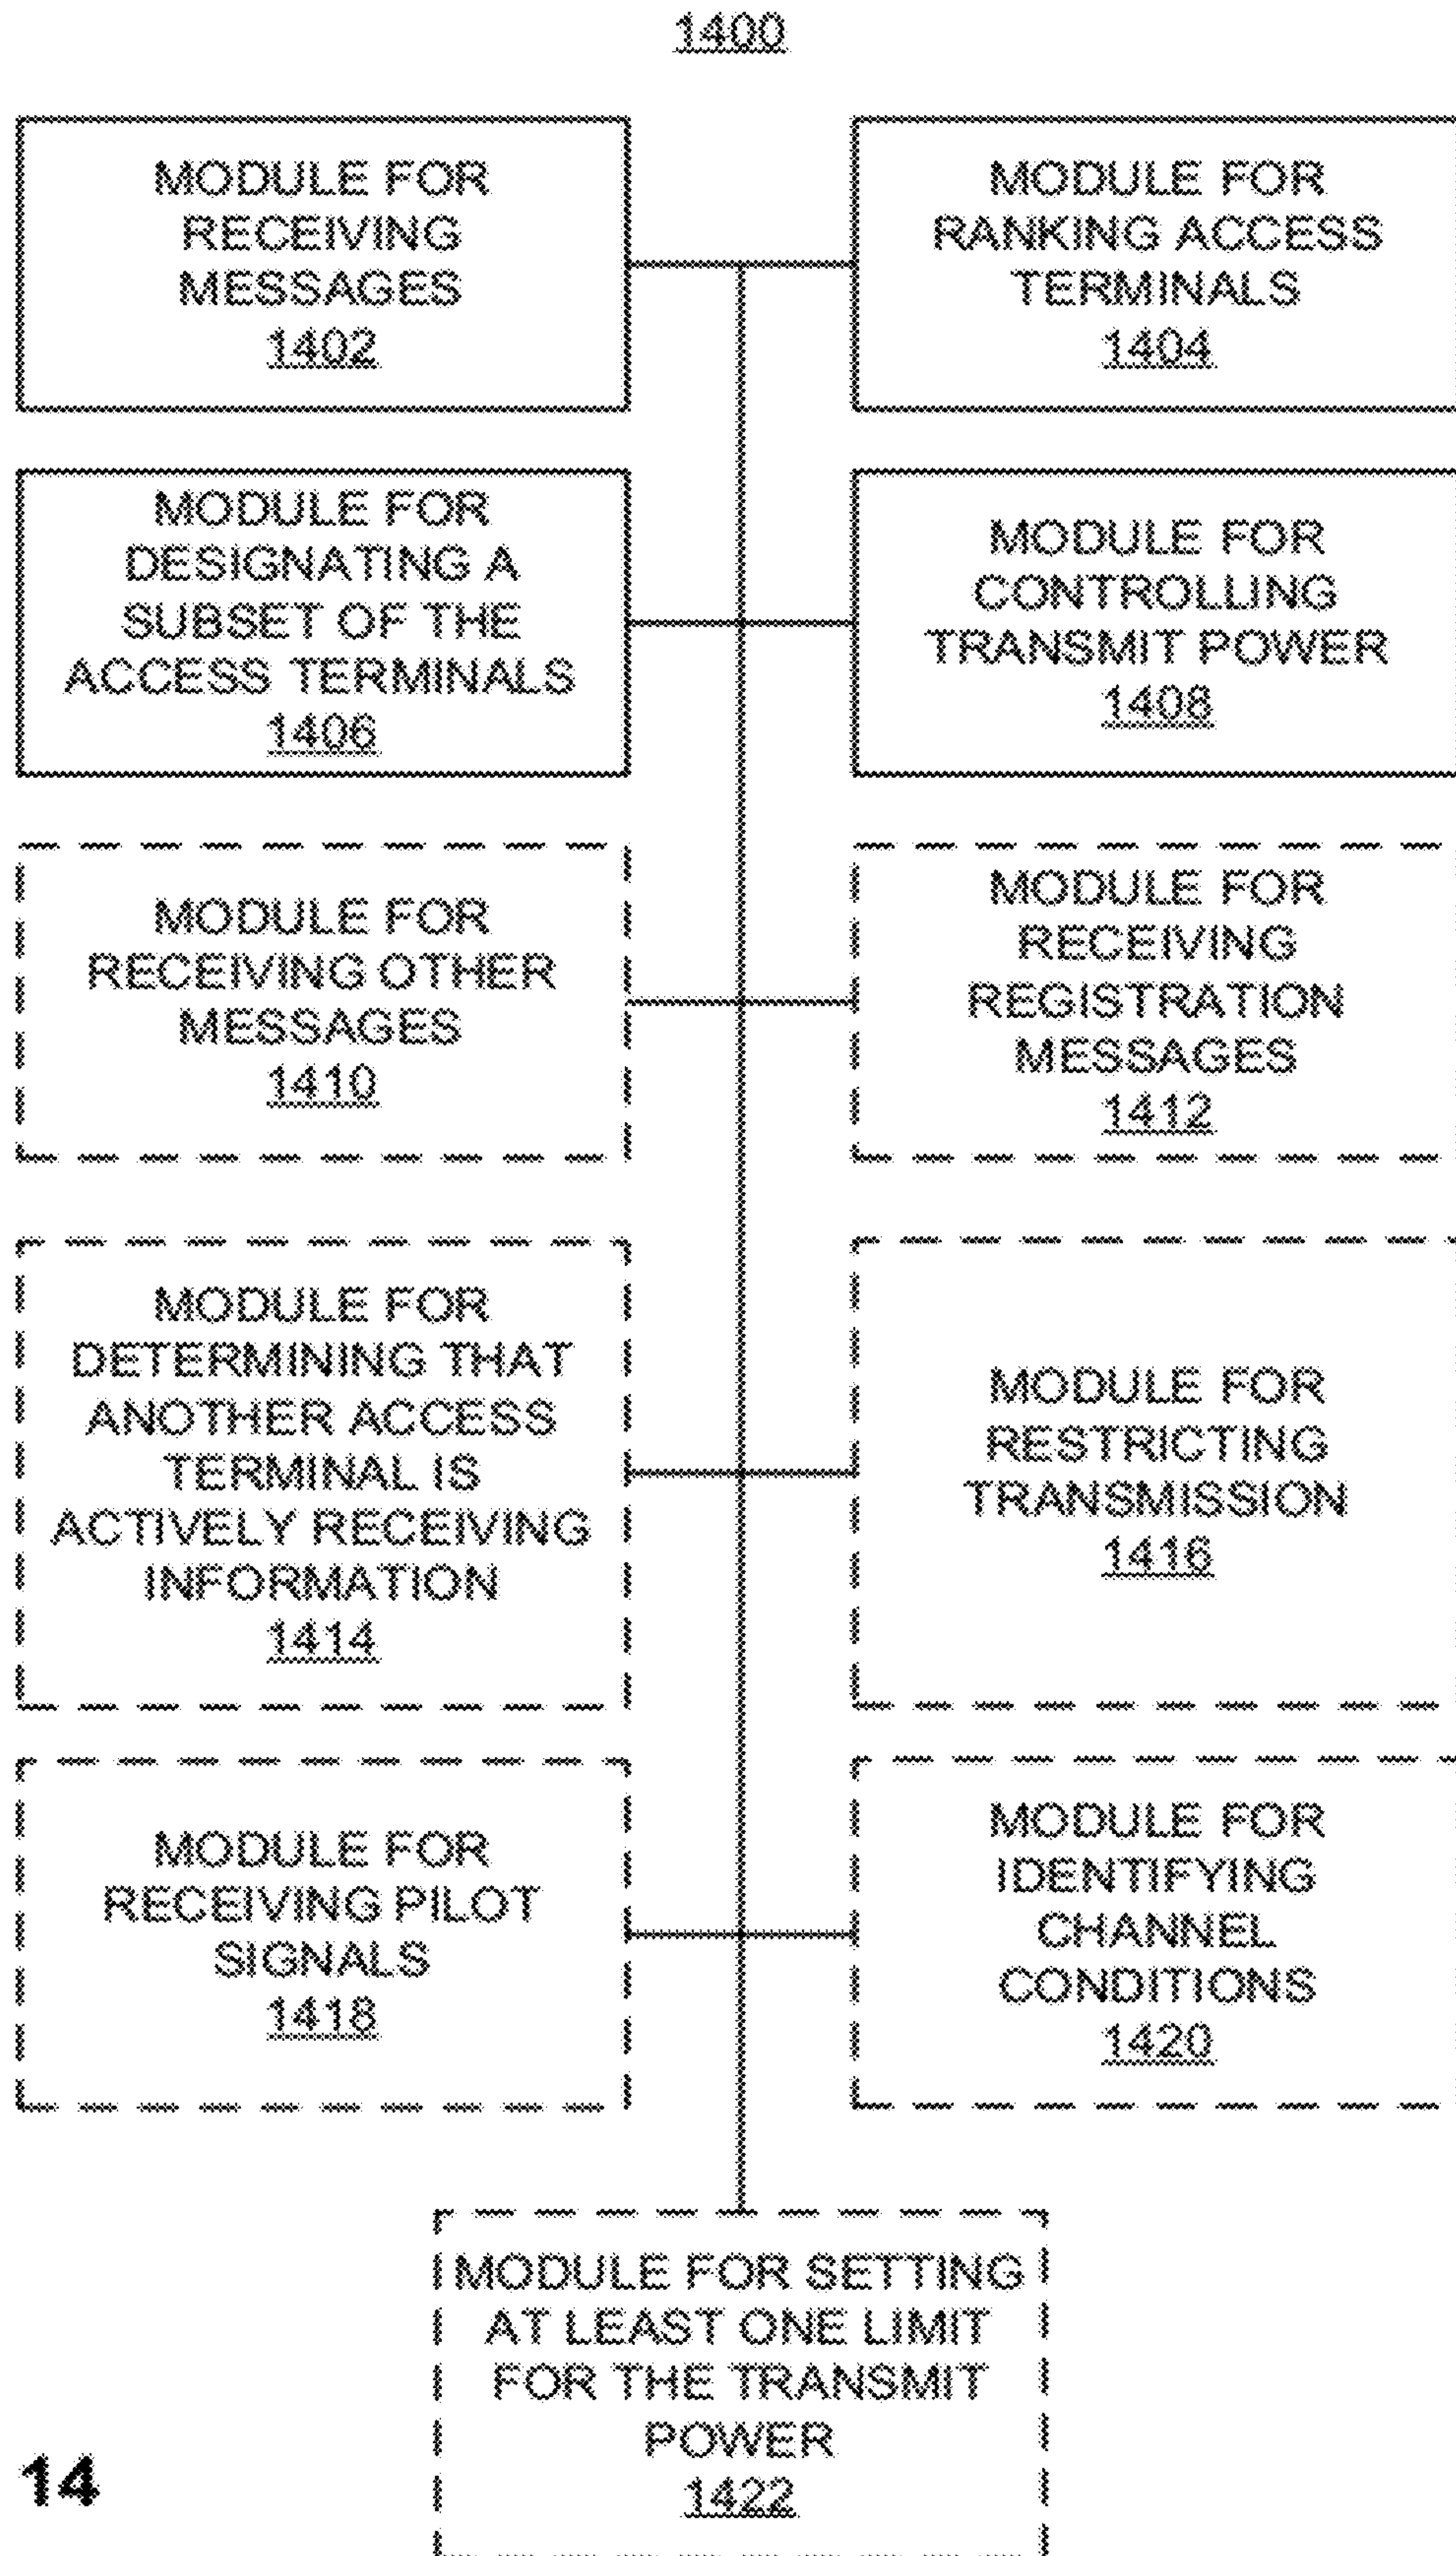 1400
MODULE FOR
RECEIVING
MESSAGES
1402
MODULE FOR
RANKING ACCESS
TERMINALS
1404
MODULE FOR
DESIGNATING A
SUBSET OF THE
ACCESS TERMINALS
1406
MODULE FOR
CONTROLLING
TRANSMIT POWER
1408
MODULE FOR
RECEIVING OTHER
MESSAGES
1410
MODULE FOR
RECEIVING
REGISTRATION
MESSAGES
1412
MODULE FOR
DETERMINING THAT
ANOTHER ACCESS
TERMINAL IS
ACTIVELY RECEIVING
INFORMATION
1414
MODULE FOR
RESTRICTING
TRANSMISSION
1416
MODULE FOR
RECEIVING PILOT
SIGNALS
1418
MODULE FOR
IDENTIFYING
CHANNEL
CONDITIONS
1420
MODULE FOR SETTING
AT LEAST ONE LIMIT
FOR THE TRANSMIT
POWER
1422
14